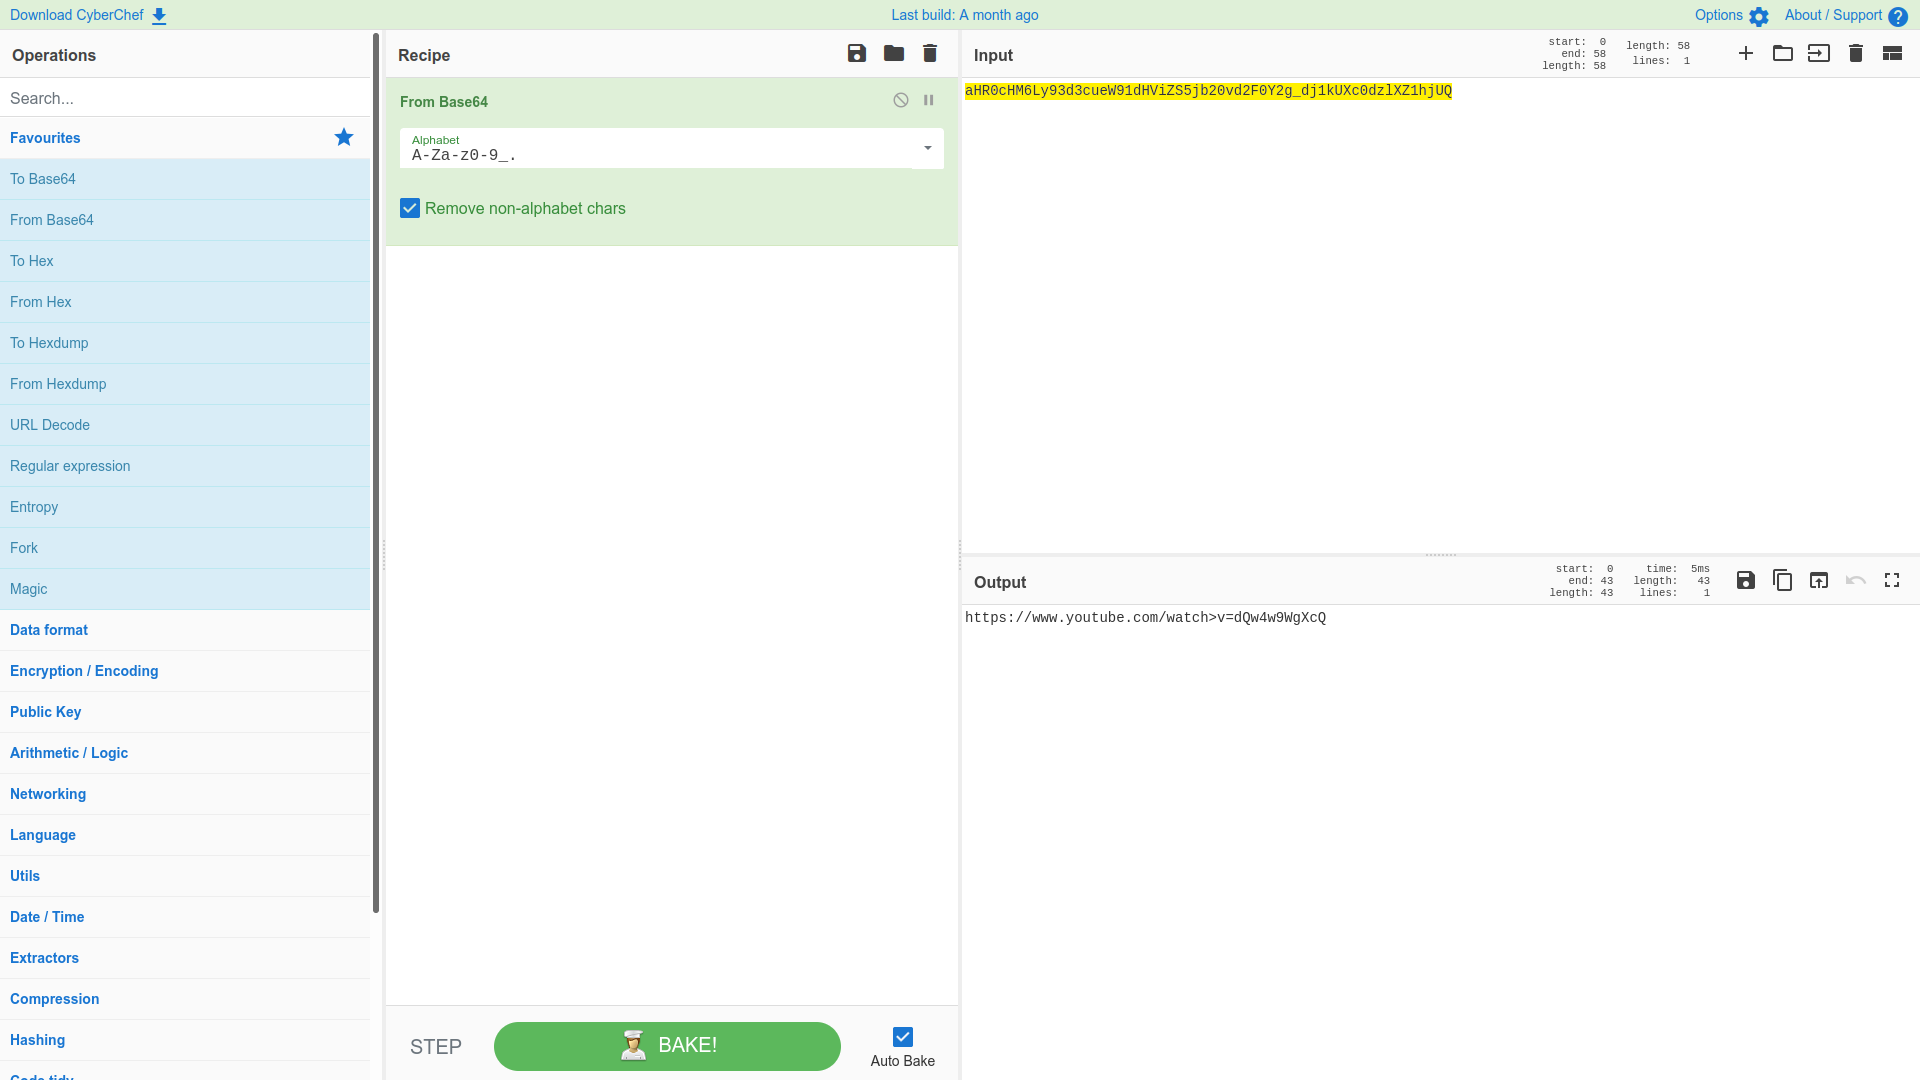 Download CyberChef
Last build: A month ago
Options
About / Support
Operations
Search...
Favourites
To Base64
From Base64
To Hex
From Hex
To Hexdump
From Hexdump
URL Decode
Regular expression
Entropy
Fork
Magic
Data format
Encryption / Encoding
Public Key
Arithmetic / Logic
Networking
Language
Utils
Date / Time
Extractors
Compression
Hashing
Code tidy
Recipe
From Base64
Alphabet
A-Za-z0-9_.
Remove non-alphabet chars
STEP
BAKE!
Auto Bake
Input
start: 0
end: 58
length: 58
length: 58
lines: 1
aHR0cHM6Ly93d3cueW91dHViZS5jb20vd2F0Y2g_dj1kUXc0dzlXZ1hjUQ
Output
start: 0
end: 43
length: 43
time: 5ms
length: 43
lines: 1
https://www.youtube.com/watch>v=dQw4w9WgXcQ